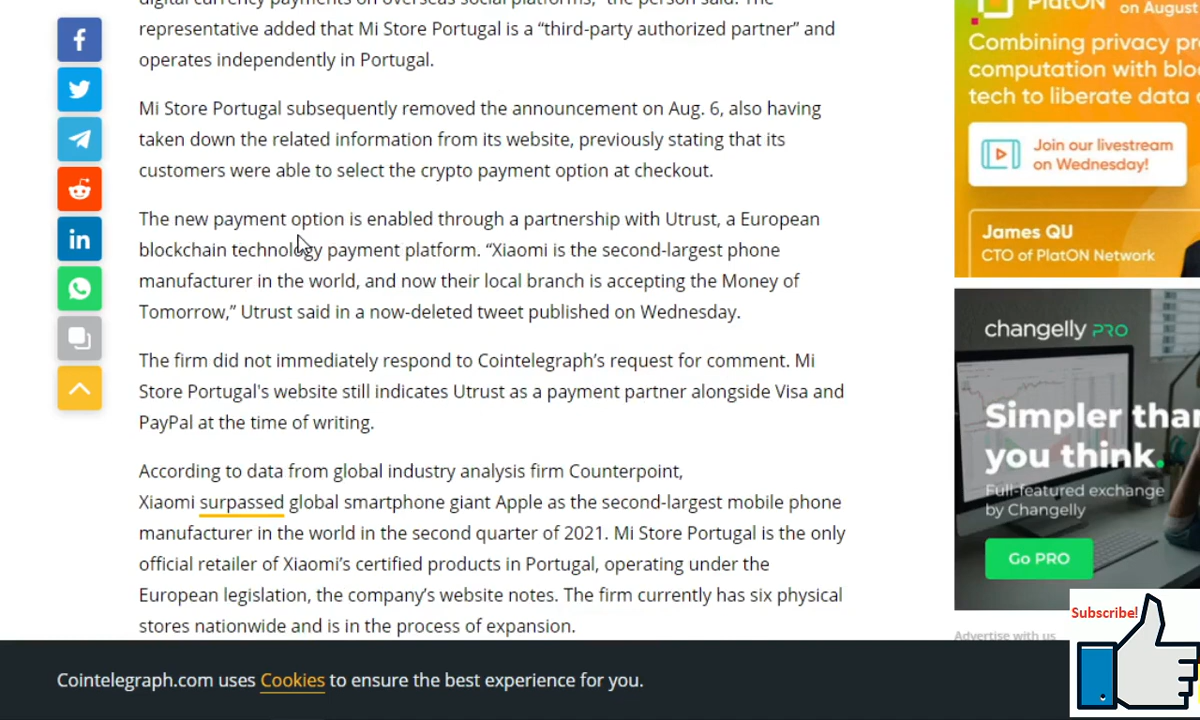 digital currency payments on overseas social platforms," the person said. The
representative added that Mi Store Portugal is a “third-party authorized partner” and
operates independently in Portugal.
Mi Store Portugal subsequently removed the announcement on Aug. 6, also having
taken down the related information from its website, previously stating that its
customers were able to select the crypto payment option at checkout.
The new payment option is enabled through a partnership with Utrust, a European
blockchain technology payment platform. “Xiaomi is the second-largest phone
manufacturer in the world, and now their local branch is accepting the Money of
Tomorrow,” Utrust said in a now-deleted tweet published on Wednesday.
The firm did not immediately respond to Cointelegraph’s request for comment. Mi
Store Portugal's website still indicates Utrust as a payment partner alongside Visa and
PayPal at the time of writing.
According to data from global industry analysis firm Counterpoint,
Xiaomi surpassed global smartphone giant Apple as the second-largest mobile phone
manufacturer in the world in the second quarter of 2021. Mi Store Portugal is the only
official retailer of Xiaomi’s certified products in Portugal, operating under the
European legislation, the company’s website notes. The firm currently has six physical
stores nationwide and is in the process of expansion.
PlatON on August
Combining privacy pr
computation with blo
tech to liberate data
Join our livestream
on Wednesday!
James QU
CTO of PlatON Network
changelly PRO
Simpler than
you think.
Full-featured exchange
by Changelly
Go PRO
Advertise with us
Subscribe!
Cointelegraph.com uses Cookies to ensure the best experience for you.